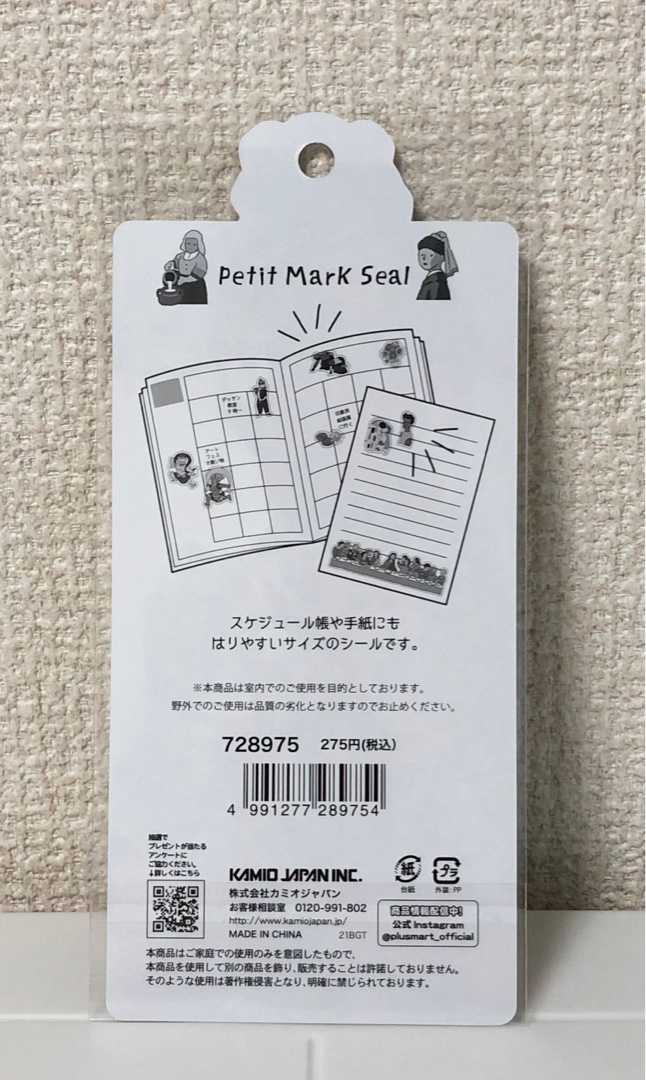 Petit Mark Seal
デッサン
教室
アート
フェス
スケジュール帳や手紙にも
はりやすいサイズのシールです。
※本商品は室内でのご使用を目的としております。
野外でのご使用は品質の劣化となりますのでお止めください。
728975 275円(税込)
4 991277 289754
抽選で
プレゼントが当たる
アンケートに
ご協力ください。
↓詳しくはこちら
KAMIO JAPAN INC.
株式会社カミオジャパン
お客様相談室 0120-991-802
http://www.kamiojapan.jp/
MADE IN CHINA 21BGT
紙
台紙
プラ
外装: PP
商品情報配信中!
公式 Instagram
@plusmart_official
本商品はご家庭での使用のみを意図したもので、
本商品を使用して別の商品を飾り、販売することは許諾しておりません。
そのような使用は著作権侵害となり、明確に禁じられております。